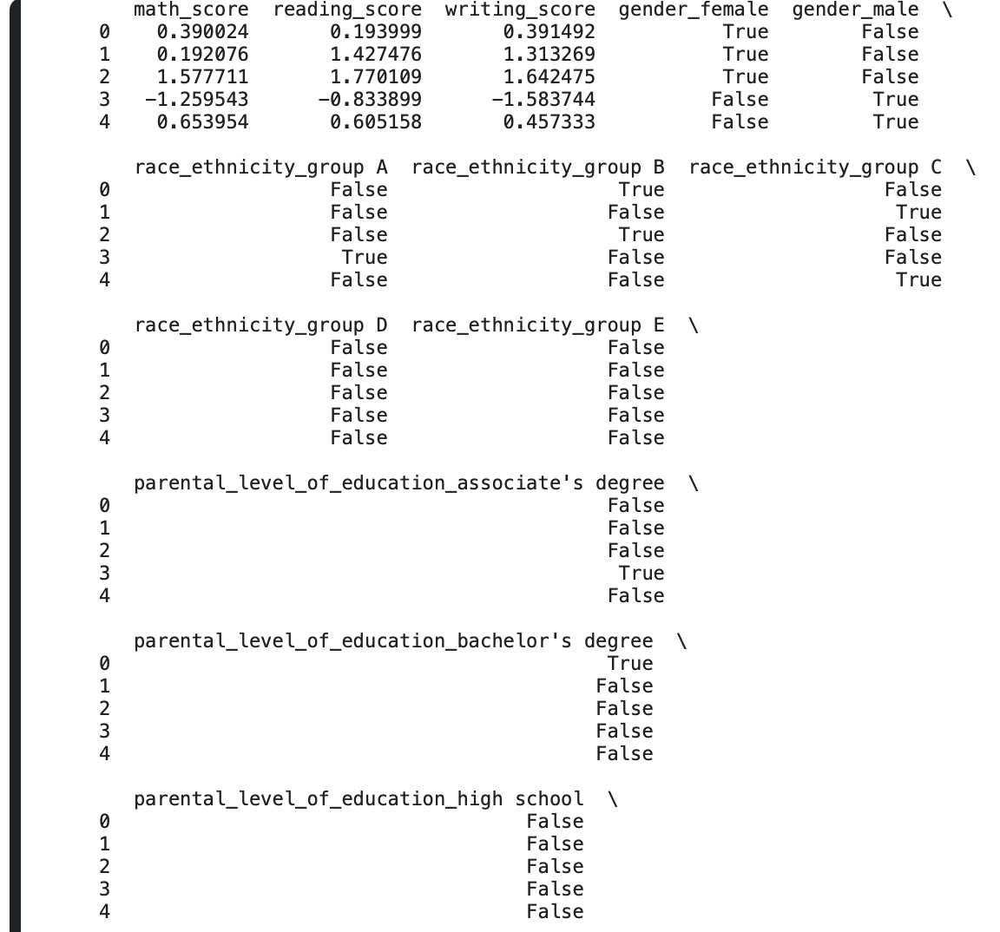 math_score reading_score writing_score gender_female gender_male \
0 0.390024 0.193999 0.391492 True False
1 0.192076 1.427476 1.313269 True False
2 1.577711 1.770109 1.642475 True False
3 -1.259543 -0.833899 -1.583744 False True
4 0.653954 0.605158 0.457333 False True
race_ethnicity_group A race_ethnicity_group B race_ethnicity_group C \
0 False True False
1 False False True
2 False True False
3 True False False
4 False False True
race_ethnicity_group D race_ethnicity_group E \
0 False False
1 False False
2 False False
3 False False
4 False False
parental_level_of_education_associate's degree \
0 False
1 False
2 False
3 True
4 False
parental_level_of_education_bachelor's degree \
0 True
1 False
2 False
3 False
4 False
parental_level_of_education_high school \
0 False
1 False
2 False
3 False
4 False